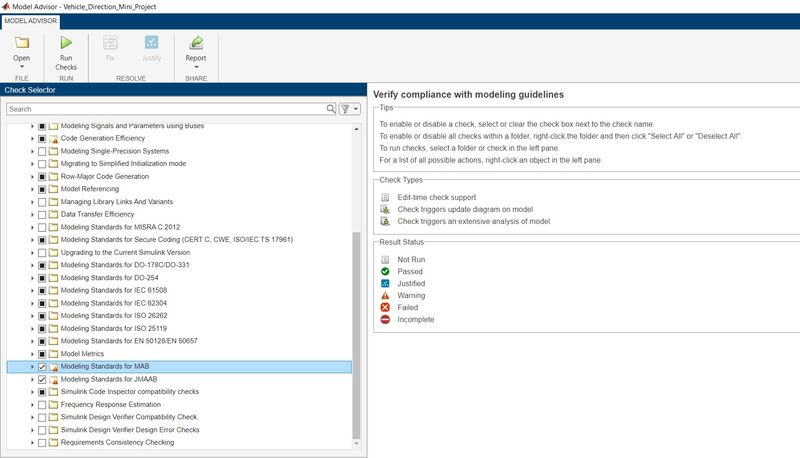 Model Advisor - Vehicle_Direction_Mini_Project
MODEL ADVISOR
Open
Run
Checks
Fix
Justify
Report
FILE
RUN
RESOLVE
SHARE
Check Selector
Search
Modeling Signals and Parameters using Buses
Code Generation Efficiency
Modeling Single-Precision Systems
Migrating to Simplified Initialization mode
Row-Major Code Generation
Model Referencing
Managing Library Links And Variants
Data Transfer Efficiency
Modeling Standards for MISRA C:2012
Modeling Standards for Secure Coding (CERT C, CWE, ISO/IEC TS 17961)
Upgrading to the Current Simulink Version
Modeling Standards for DO-178C/DO-331
Modeling Standards for DO-254
Modeling Standards for IEC 61508
Modeling Standards for IEC 62304
Modeling Standards for ISO 26262
Modeling Standards for ISO 25119
Modeling Standards for EN 50128/EN 50657
Model Metrics
Modeling Standards for MAB
Modeling Standards for JMAAB
Simulink Code Inspector compatibility checks
Frequency Response Estimation
Simulink Design Verifier Compatibility Check
Simulink Design Verifier Design Error Checks
Requirements Consistency Checking
Verify compliance with modeling guidelines
Tips
To enable or disable a check, select or clear the check box next to the check name.
To enable or disable all checks within a folder, right-click the folder and then click "Select All" or "Deselect All".
To run checks, select a folder or check in the left pane.
For a list of all possible actions, right-click an object in the left pane.
Check Types
Edit-time check support
Check triggers update diagram on model
Check triggers an extensive analysis of model
Result Status
Not Run
Passed
Justified
Warning
Failed
Incomplete